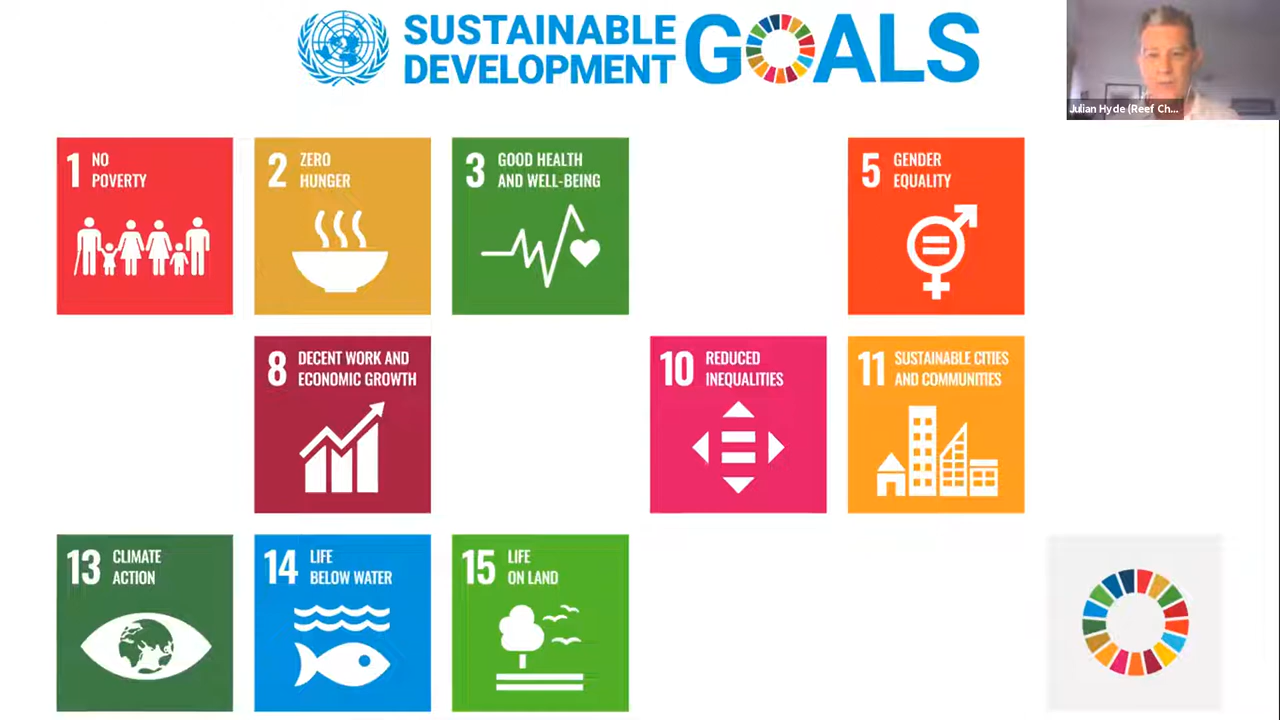 SUSTAINABLE
DEVELOPMENT
GOALS
Julian Hyde (Reef Ch...
1 NO
POVERTY
2 ZERO
HUNGER
3 GOOD HEALTH
AND WELL-BEING
5 GENDER
EQUALITY
8 DECENT WORK AND
ECONOMIC GROWTH
10 REDUCED
INEQUALITIES
11 SUSTAINABLE CITIES
AND COMMUNITIES
13 CLIMATE
ACTION
14 LIFE
BELOW WATER
15 LIFE
ON LAND